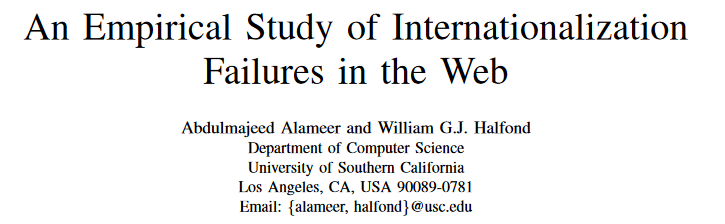 An Empirical Study of Internationalization
Failures in the Web
Abdulmajeed Alameer and William G.J. Halfond
Department of Computer Science
University of Southern California
Los Angeles, CA, USA 90089-0781
Email: {alameer, halfond}@usc.edu